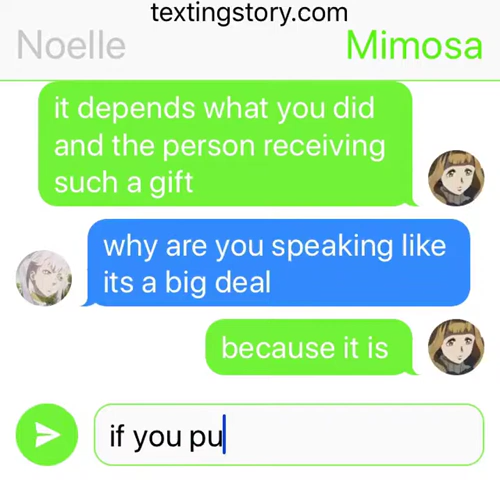 textingstory.com
Noelle Mimosa
it depends what you did
and the person receiving
such a gift
why are you speaking like
its a big deal
because it is
if you pu